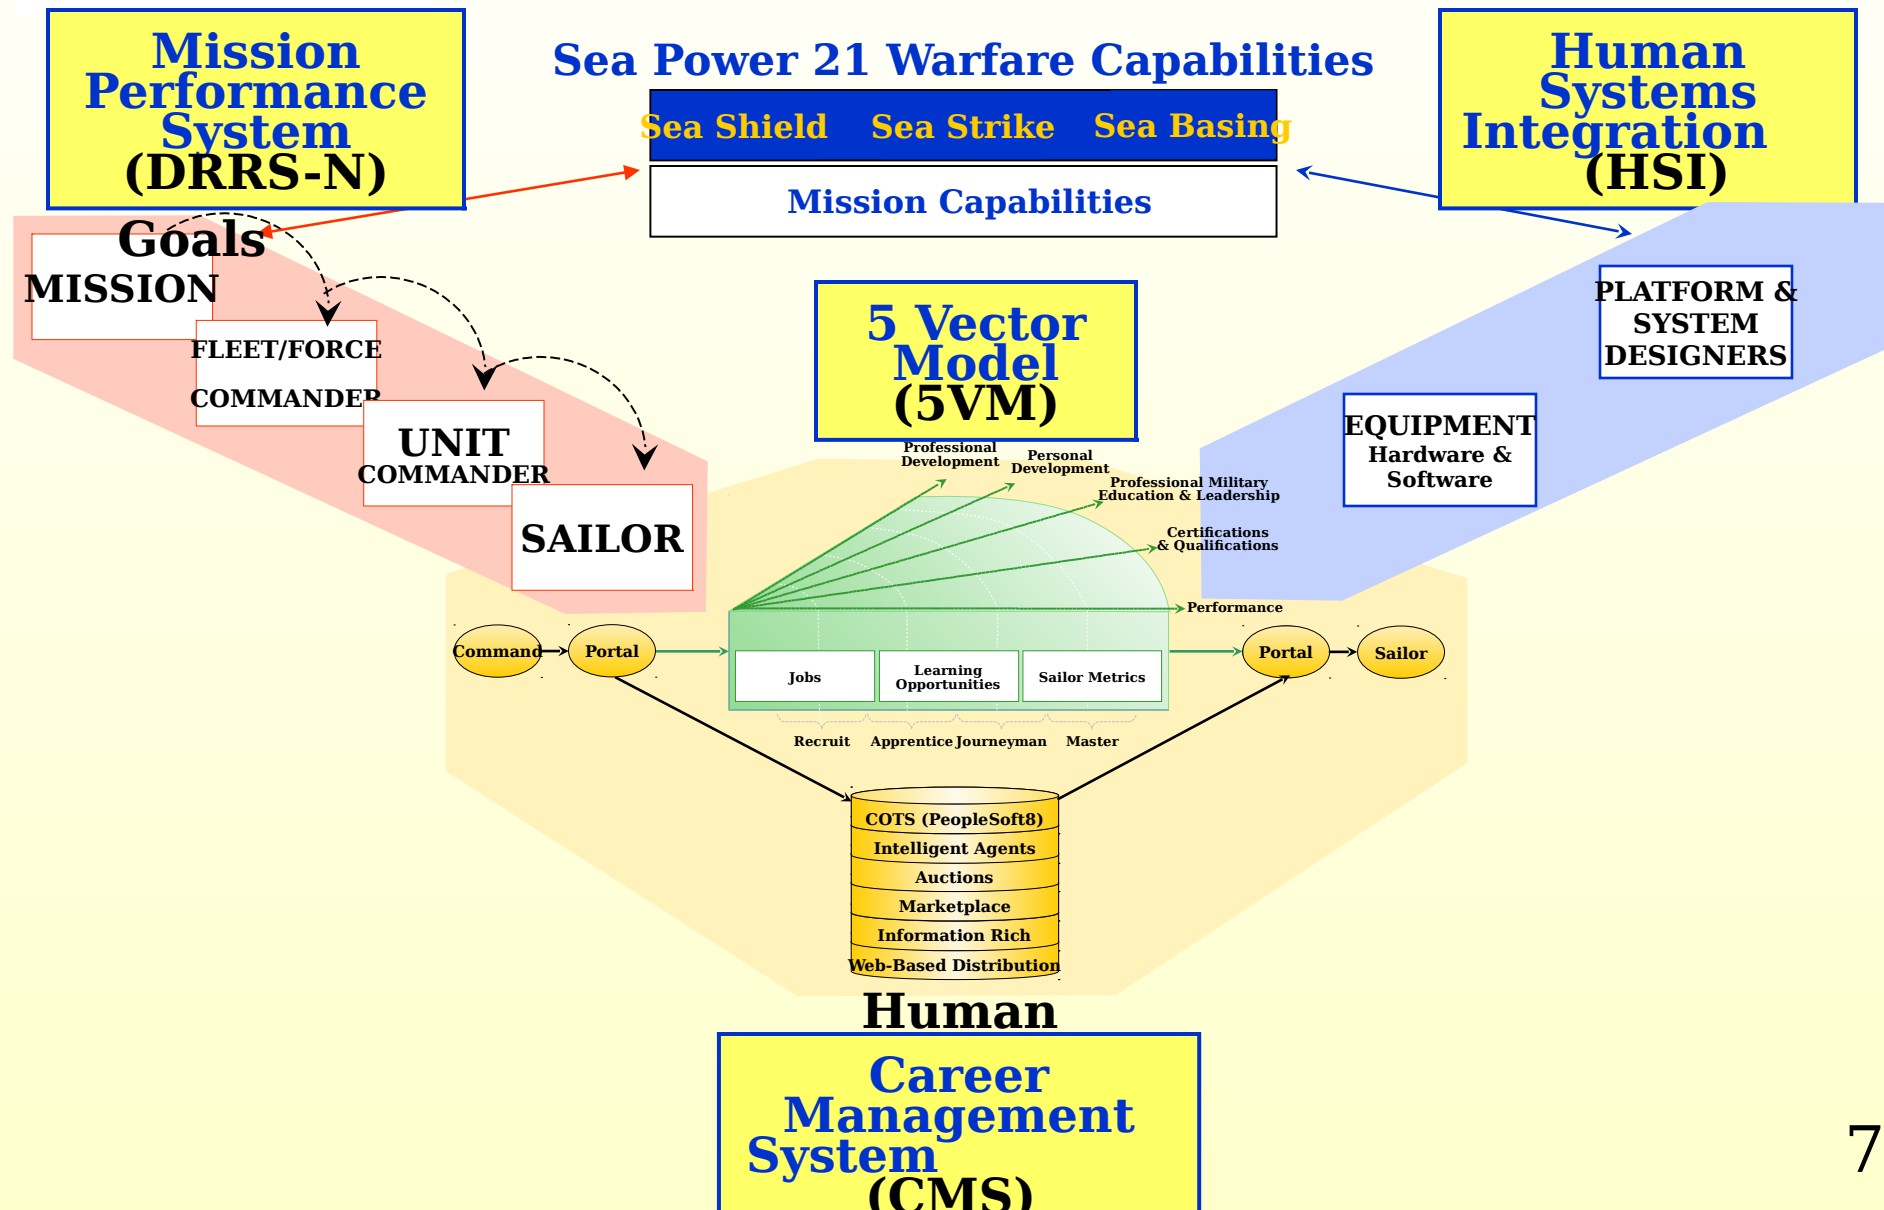 Mission
Performance
System
(DRRS-N)
Sea Power 21 Warfare Capabilities
Sea Shield Sea Strike Sea Basing
Mission Capabilities
Human
Systems
Integration
(HSI)
Goals
MISSION
FLEET/FORCE
COMMANDER
UNIT
COMMANDER
SAILOR
5 Vector
Model
(5VM)
PLATFORM &
SYSTEM
DESIGNERS
EQUIPMENT
Hardware &
Software
Professional
Development
Personal
Development
Professional Military
Education & Leadership
Certifications
& Qualifications
Performance
Command
Portal
Jobs
Learning
Opportunities
Sailor Metrics
Portal
Sailor
Recruit Apprentice Journeyman Master
COTS (PeopleSoft8)
Intelligent Agents
Auctions
Marketplace
Information Rich
Web-Based Distribution
Human
Career
Management
System
(CMS)
7